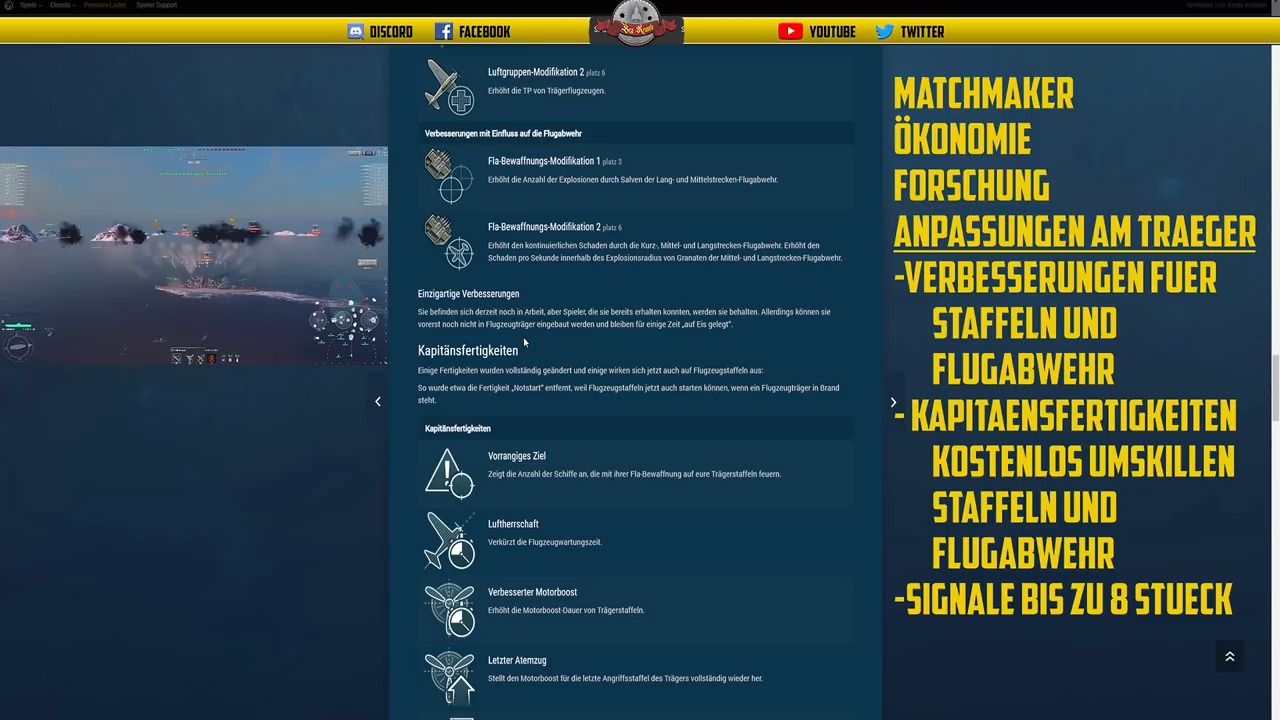 Spiele
Dienste
Premium-Laden
Spieler Support
Anmelden oder Konto erstellen
DISCORD
FACEBOOK
YOUTUBE
TWITTER
Luftgruppen-Modifikation 2 platz 6
Erhöht die TP von Trägerflugzeugen.
Verbesserungen mit Einfluss auf die Flugabwehr
Fla-Bewaffnungs-Modifikation 1 platz 3
Erhöht die Anzahl der Explosionen durch Salven der Lang- und Mittelstrecken-Flugabwehr.
Fla-Bewaffnungs-Modifikation 2 platz 6
Erhöht den kontinuierlichen Schaden durch die Kurz-, Mittel- und Langstrecken-Flugabwehr. Erhöht den
Schaden pro Sekunde innerhalb des Explosionsradius von Granaten der Mittel- und Langstrecken-Flugabwehr.
Einzigartige Verbesserungen
Sie befinden sich derzeit noch in Arbeit, aber Spieler, die sie bereits erhalten konnten, werden sie behalten. Allerdings können sie
vorerst noch nicht in Flugzeugträger eingebaut werden und bleiben für einige Zeit „auf Eis gelegt".
Kapitänsfertigkeiten
Einige Fertigkeiten wurden vollständig geändert und einige wirken sich jetzt auch auf Flugzeugstaffeln aus:
So wurde etwa die Fertigkeit „Notstart" entfernt, weil Flugzeugstaffeln jetzt auch starten können, wenn ein Flugzeugträger in Brand
steht.
Kapitänsfertigkeiten
Vorrangiges Ziel
Zeigt die Anzahl der Schiffe an, die mit ihrer Fla-Bewaffnung auf eure Trägerstaffeln feuern.
Luftherrschaft
Verkürzt die Flugzeugwartungszeit.
Verbesserter Motorboost
Erhöht die Motorboost-Dauer von Trägerstaffeln.
Letzter Atemzug
Stellt den Motorboost für die letzte Angriffsstaffel des Trägers vollständig wieder her.
MATCHMAKER
ÖKONOMIE
FORSCHUNG
ANPASSUNGEN AM TRAEGER
-VERBESSERUNGEN FUER
STAFFELN UND
FLUGABWEHR
- KAPITAENSFERTIGKEITEN
KOSTENLOS UMSKILLEN
STAFFELN UND
FLUGABWEHR
-SIGNALE BIS ZU 8 STUECK